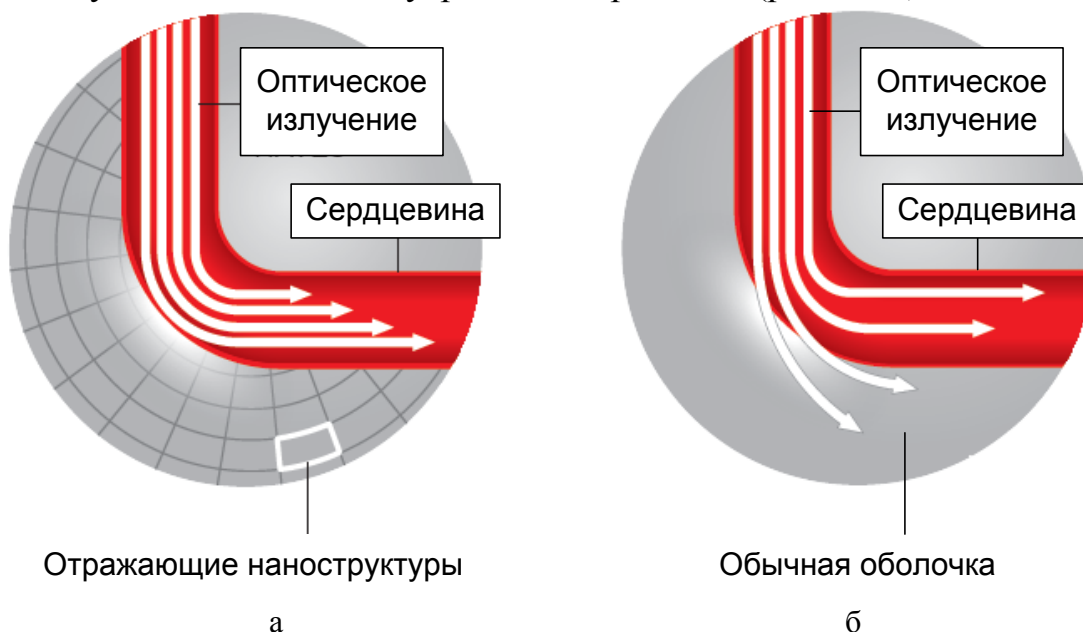 Оптическое
излучение
Сердцевина
Отражающие наноструктуры
а
Оптическое
излучение
Сердцевина
Обычная оболочка
б